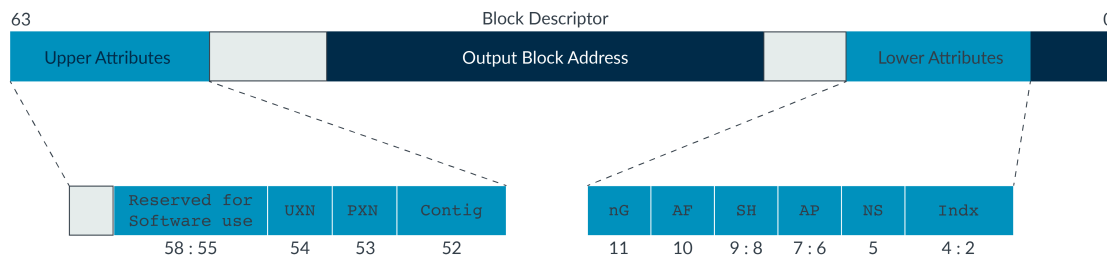 63
Block Descriptor
0
Upper Attributes
Output Block Address
Lower Attributes
Reserved for
Software use
UXN
PXN
Contig
nG
AF
SH
AP
NS
Indx
58 : 55
54
53
52
11
10
9 : 8
7 : 6
5
4 : 2